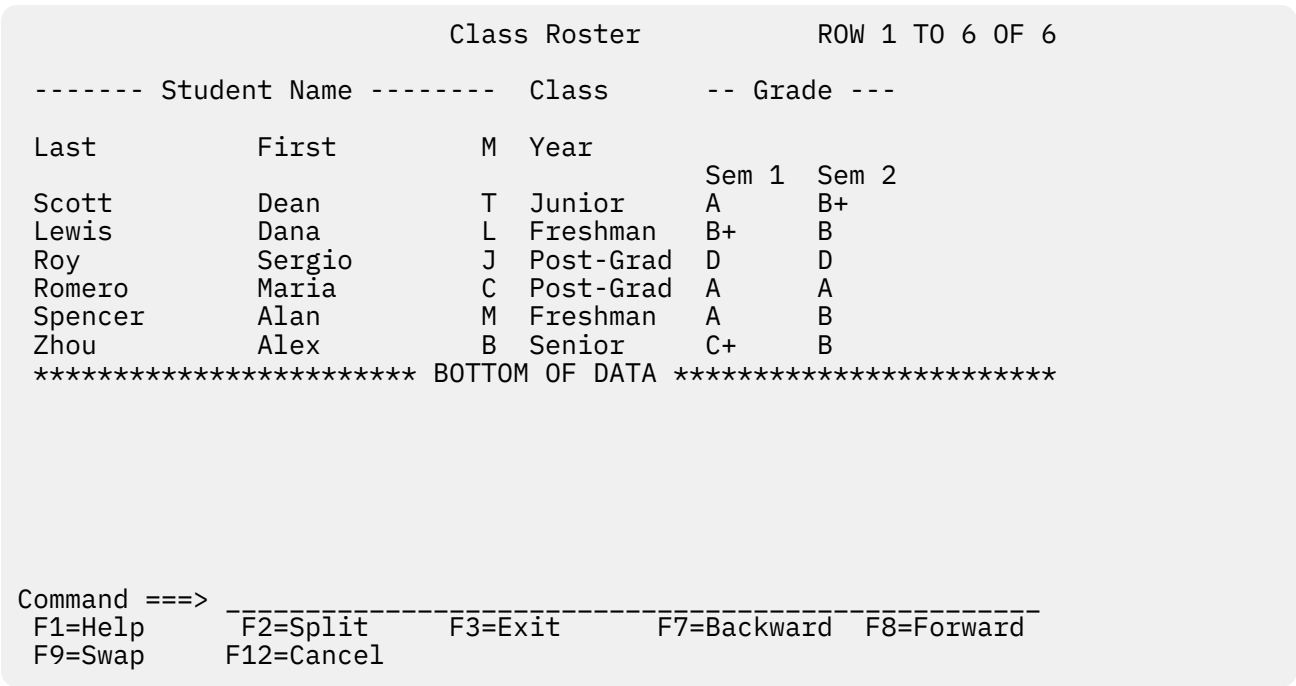 Class Roster ROW 1 TO 6 OF 6
------- Student Name -------- Class -- Grade ---
Last First M Year
Sem 1 Sem 2
Scott Dean T Junior A B+
Lewis Dana L Freshman B+ B
Roy Sergio J Post-Grad D D
Romero Maria C Post-Grad A A
Spencer Alan M Freshman A B
Zhou Alex B Senior C+ B
************************ BOTTOM OF DATA ************************
Command ===> ___________________________________________________
F1=Help F2=Split F3=Exit F7=Backward F8=Forward
F9=Swap F12=Cancel